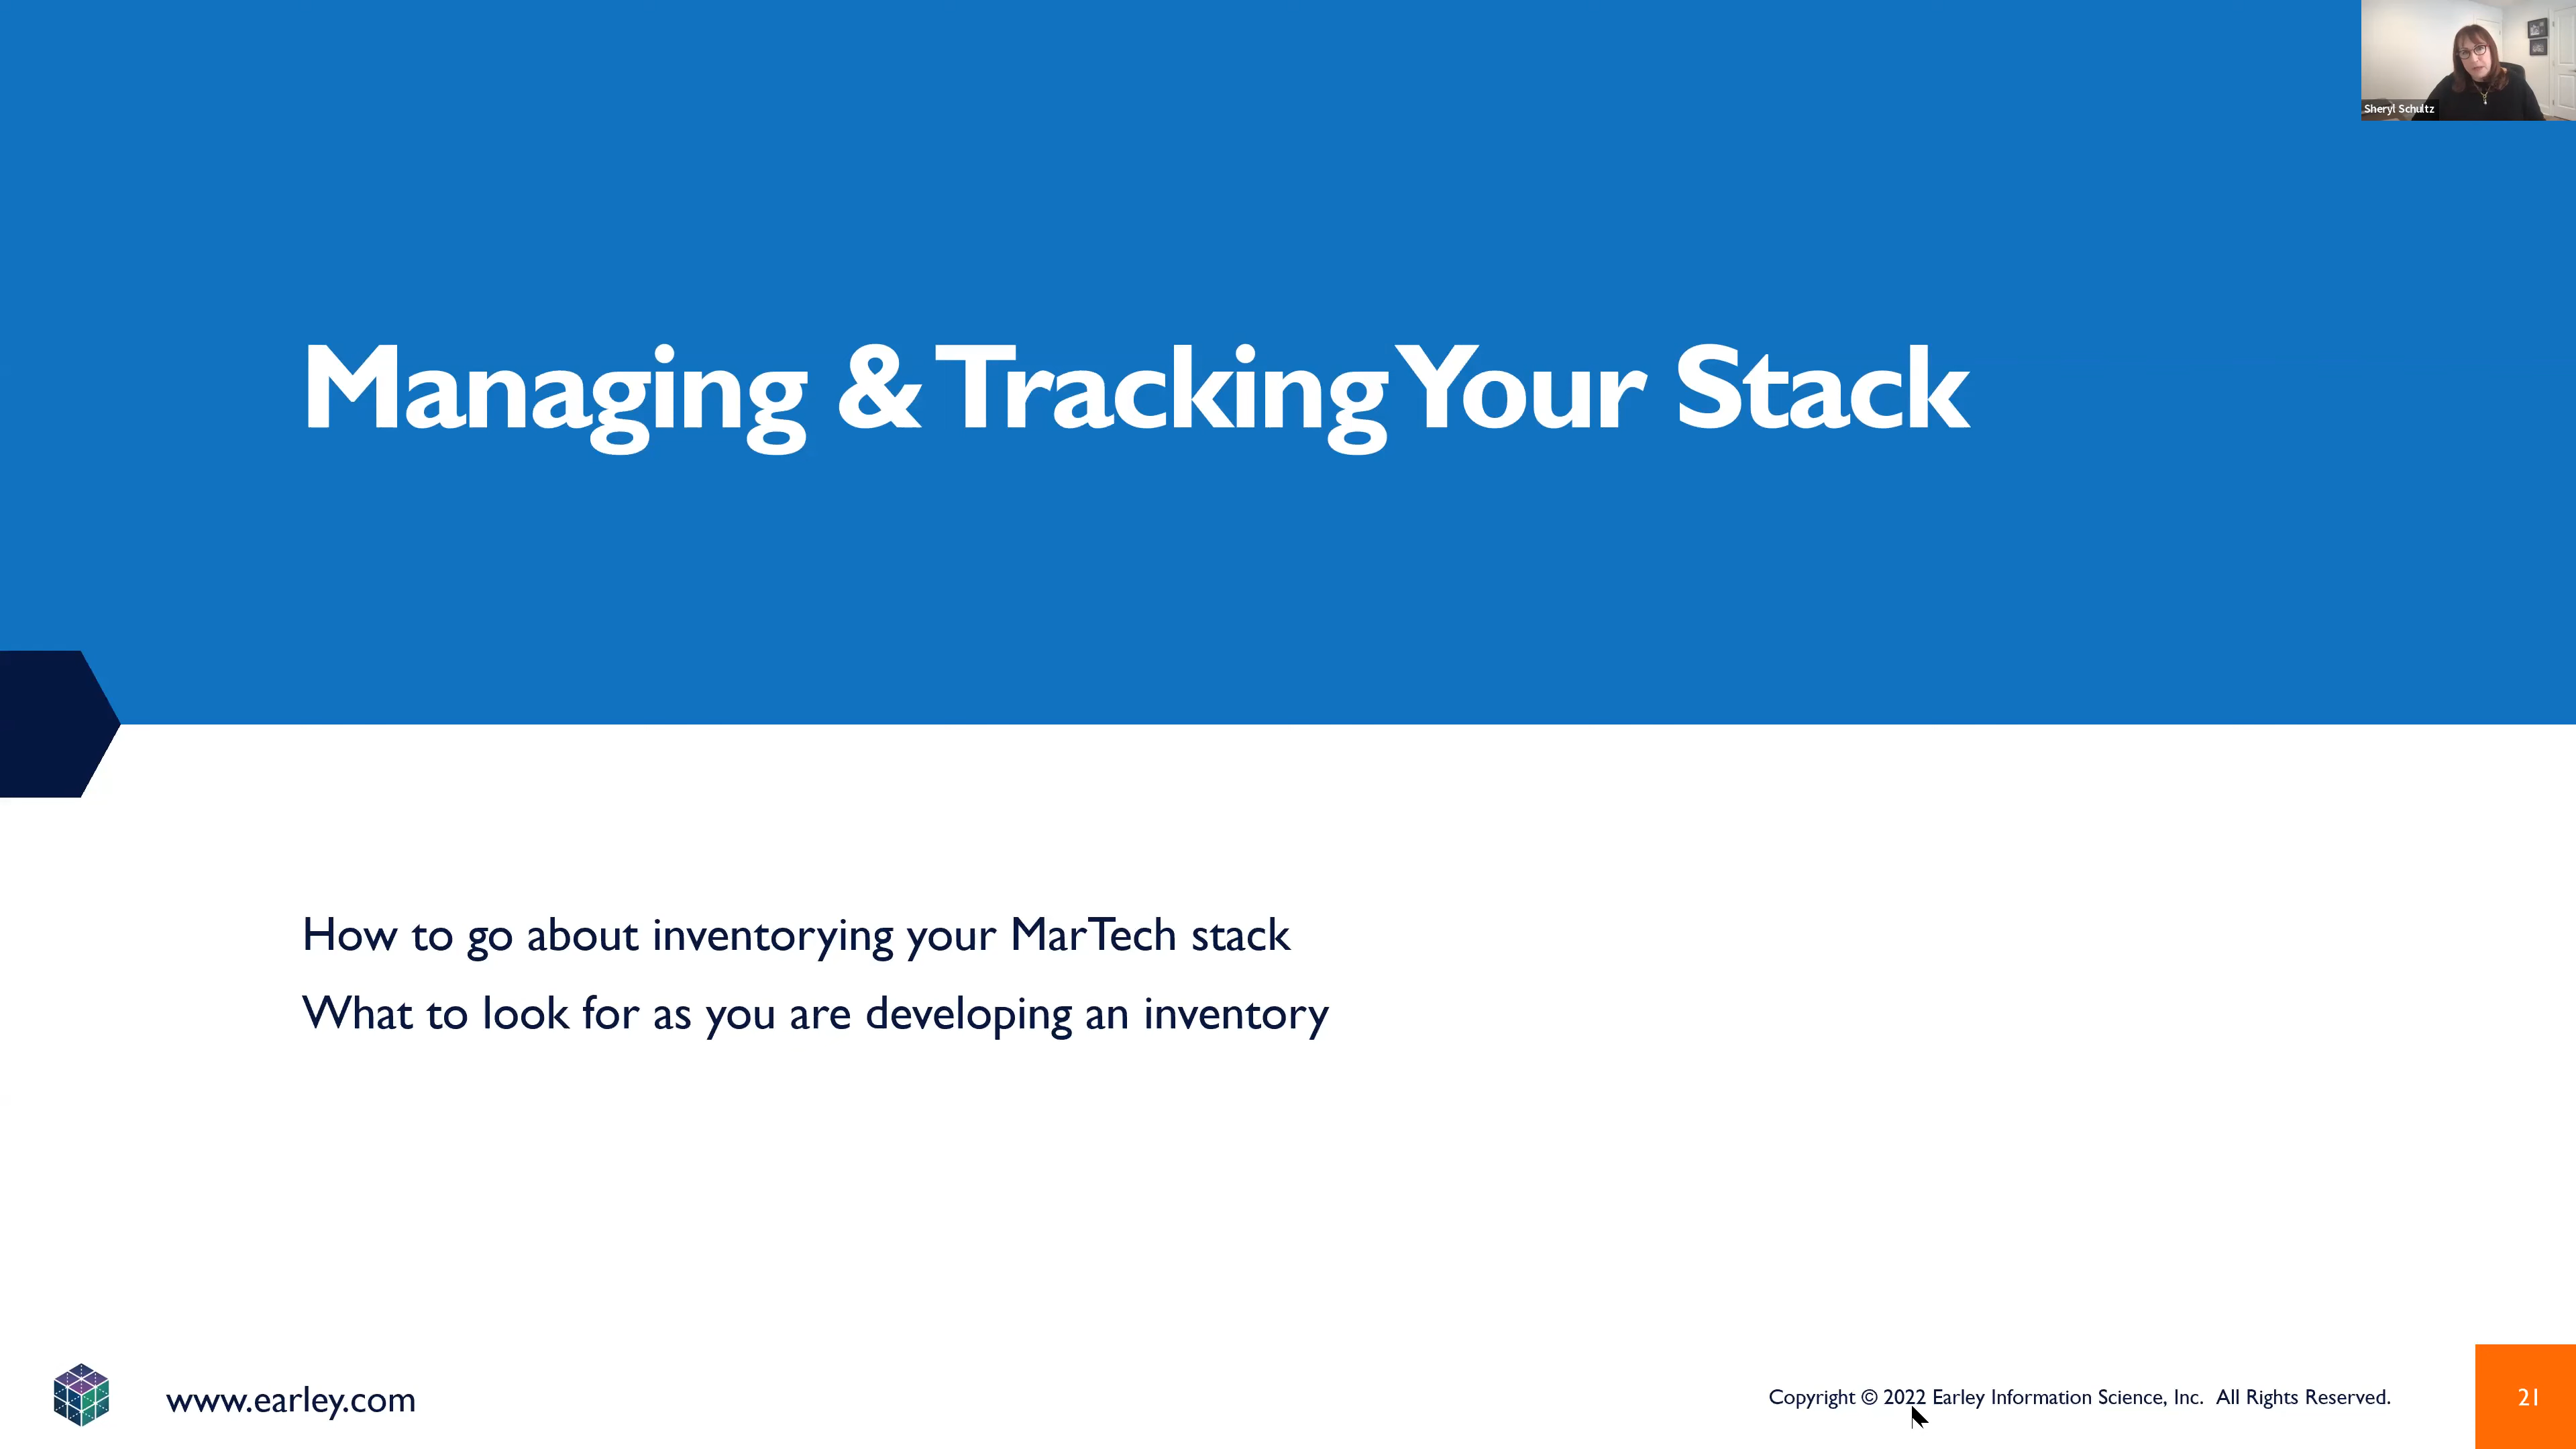 Sheryl Schultz
Managing & Tracking Your Stack
How to go about inventorying your MarTech stack
What to look for as you are developing an inventory
www.earley.com
Copyright © 2022 Earley Information Science, Inc. All Rights Reserved.
21